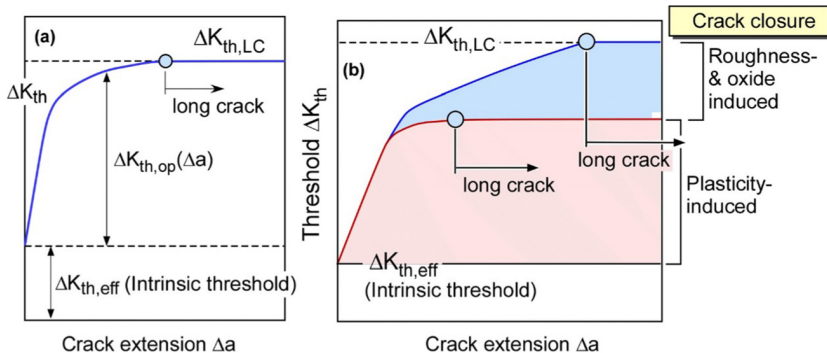 (a)
ΔK_th,LC
ΔK_th
long crack
ΔK_th,op(Δa)
ΔK_th,eff (Intrinsic threshold)
Crack extension Δa
Crack closure
ΔK_th,LC
(b)
Roughness-
& oxide
induced
Threshold ΔK_th
long crack
long crack
Plasticity-
induced
ΔK_th,eff
(Intrinsic threshold)
Crack extension Δa